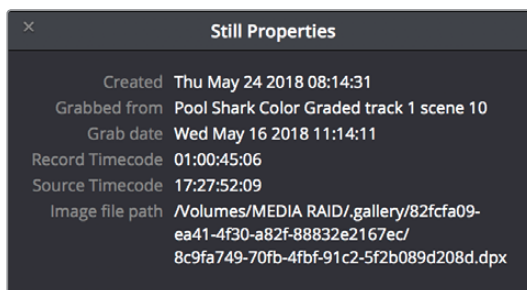 Still Properties
Created Thu May 24 2018 08:14:31
Grabbed from Pool Shark Color Graded track 1 scene 10
Grab date Wed May 16 2018 11:14:11
Record Timecode 01:00:45:06
Source Timecode 17:27:52:09
Image file path /Volumes/MEDIA RAID/.gallery/82fcfa09-
ea41-4f30-a82f-88832e2167ec/
8c9fa749-70fb-4fbf-91c2-5f2b089d208d.dpx